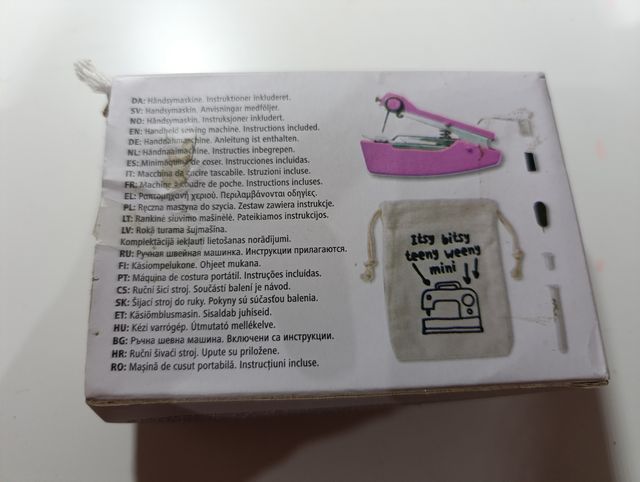 DA: Håndsymaskine. Instruktioner inkluderet.
SV: Handsymaskin. Anvisningar medföljer.
NO: Håndsymaskin. Instruksjoner inkludert.
EN: Handheld sewing machine. Instructions included.
DE: Handnähmaschine. Anleitung ist enthalten.
NL: Handnaaimachine. Instructies inbegrepen.
ES: Minimáquina de coser. Instrucciones incluidas.
IT: Macchina da cucire tascabile. Istruzioni incluse.
FR: Machine à coudre de poche. Instructions incluses.
EL: Ραπτομηχανή χεριού. Περιλαμβάνονται οδηγίες.
PL: Ręczna maszyna do szycia. Zestaw zawiera instrukcje.
LT: Rankinė siuvimo mašinėlė. Pateikiamos instrukcijos.
LV: Rokā turama šujmašīna.
Komplektācijā iekļauti lietošanas norādījumi.
RU: Ручная швейная машинка. Инструкции прилагаются.
FI: Käsiompelukone. Ohjeet mukana.
PT: Máquina de costura portátil. Instruções incluídas.
CS: Ruční šicí stroj. Součástí balení je návod.
SK: Šijací stroj do ruky. Pokyny sú súčasťou balenia.
ET: Käsiõmblusmasin. Sisaldab juhiseid.
HU: Kézi varrógép. Útmutató mellékelve.
BG: Ръчна шевна машина. Включени са инструкции.
HR: Ručni šivaći stroj. Upute su priložene.
RO: Mașină de cusut portabilă. Instrucțiuni incluse.
Itsy bitsy
teeny weeny
mini